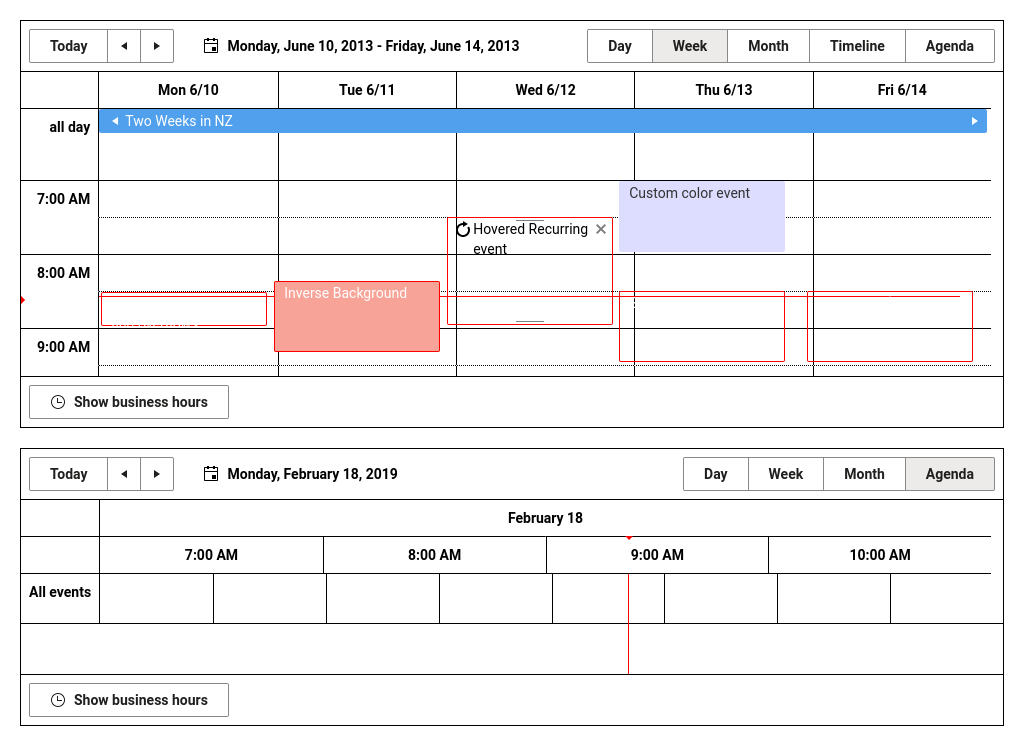 Today
Monday, June 10, 2013 - Friday, June 14, 2013
Day
Week
Month
Timeline
Agenda
Mon 6/10
Tue 6/11
Wed 6/12
Thu 6/13
Fri 6/14
all day
Two Weeks in NZ
7:00 AM
Custom color event
Hovered Recurring
event
8:00 AM
Inverse Background
9:00 AM
Show business hours
Today
Monday, February 18, 2019
Day
Week
Month
Agenda
February 18
7:00 AM
8:00 AM
9:00 AM
10:00 AM
All events
Show business hours